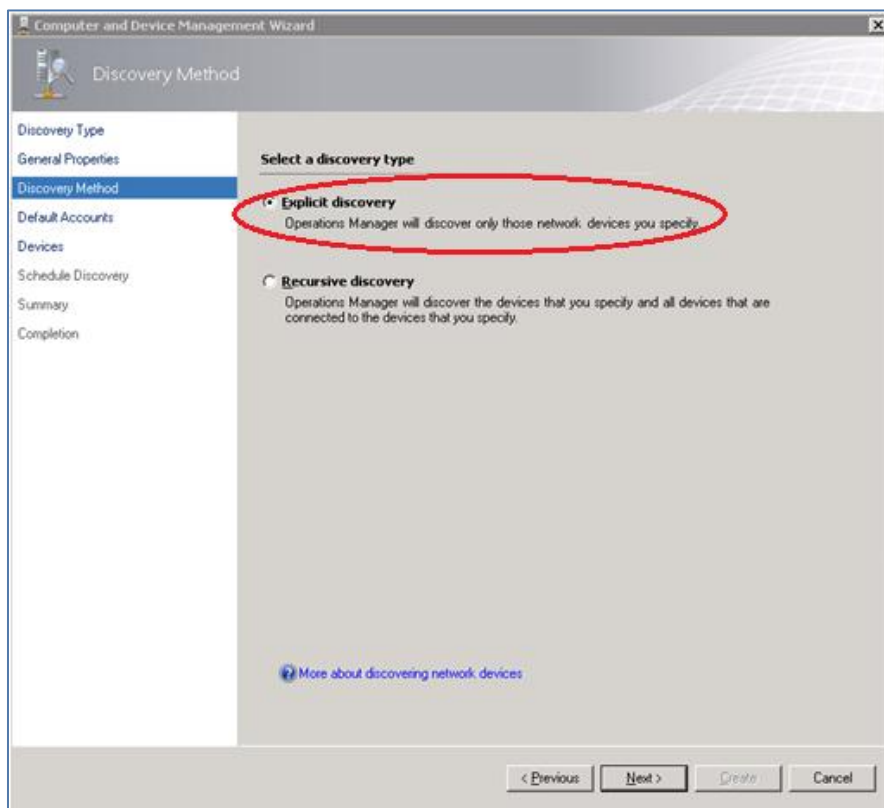 Computer and Device Management Wizard
Discovery Method
Discovery Type
General Properties
Discovery Method
Default Accounts
Devices
Schedule Discovery
Summary
Completion
Select a discovery type
Explicit discovery
Operations Manager will discover only those network devices you specify.
Recursive discovery
Operations Manager will discover the devices that you specify and all devices that are
connected to the devices that you specify.
More about discovering network devices
< Previous
Next >
Create
Cancel